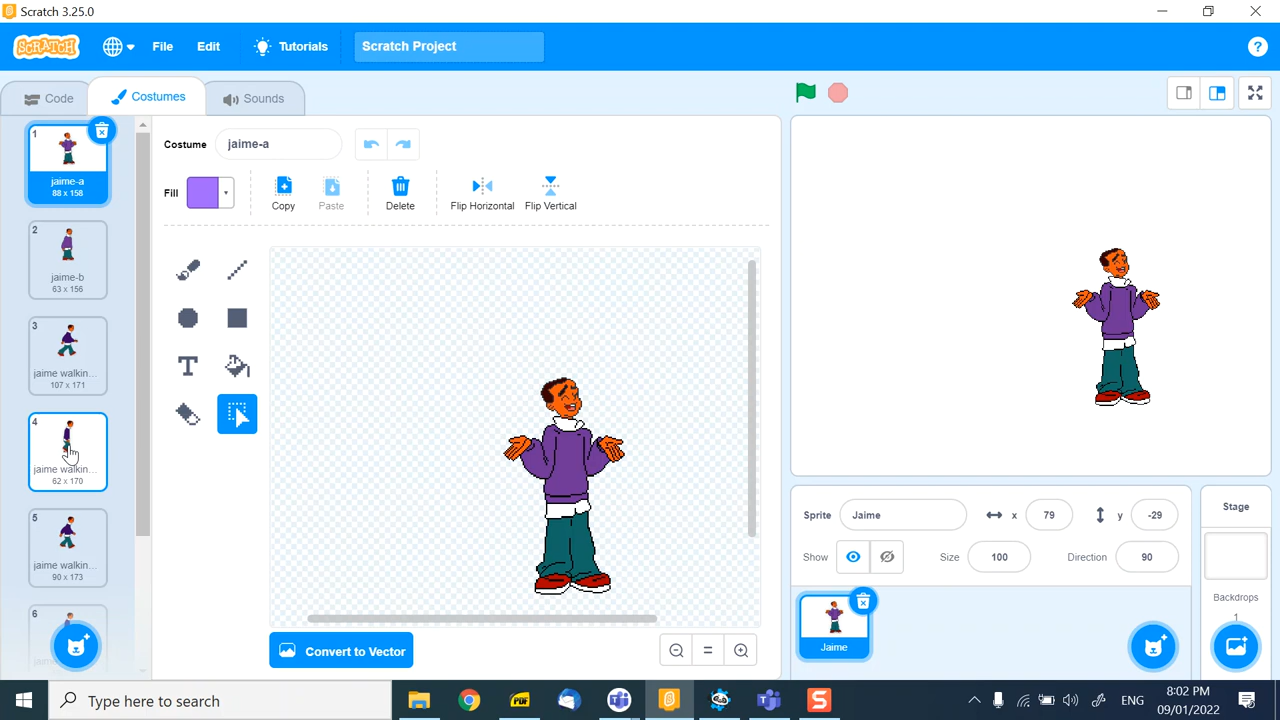 Scratch 3.25.0
SCRATCH
File Edit Tutorials Scratch Project ?
Code Costumes Sounds
1
jaime-a
88 x 158
2
jaime-b
63 x 156
3
jaime walkin...
107 x 171
4
jaime walkin...
62 x 170
5
jaime walkin...
90 x 173
6
Costume jaime-a
Fill Copy Paste Delete Flip Horizontal Flip Vertical
T
Convert to Vector
Sprite Jaime x 79 y -29
Show Size 100 Direction 90
Jaime
Stage
Backdrops
1
Type here to search
PDF
S
ENG
8:02 PM
09/01/2022